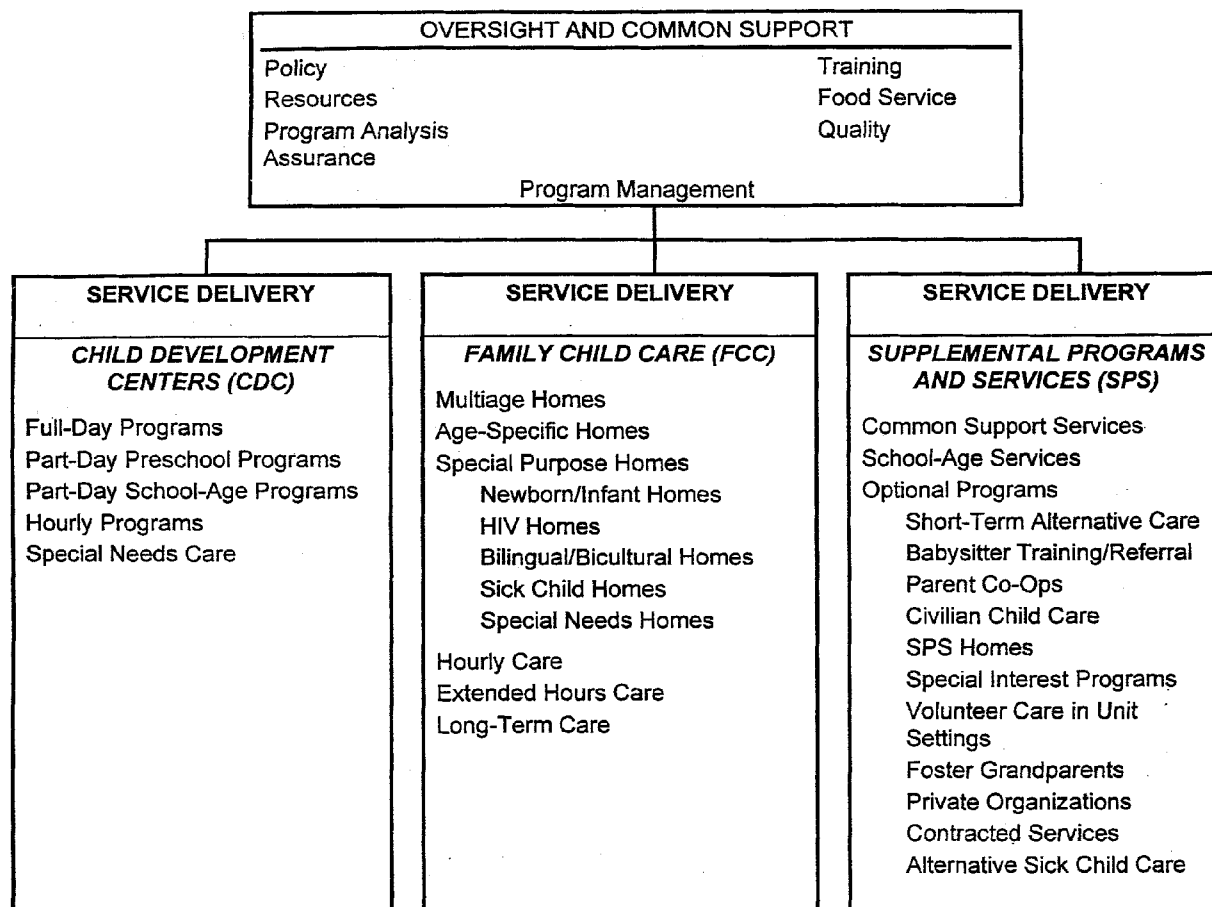 OVERSIGHT AND COMMON SUPPORT
Policy
Resources
Program Analysis
Assurance
Training
Food Service
Quality
Program Management
SERVICE DELIVERY
CHILD DEVELOPMENT
CENTERS (CDC)
Full-Day Programs
Part-Day Preschool Programs
Part-Day School-Age Programs
Hourly Programs
Special Needs Care
SERVICE DELIVERY
FAMILY CHILD CARE (FCC)
Multiage Homes
Age-Specific Homes
Special Purpose Homes
Newborn/Infant Homes
HIV Homes
Bilingual/Bicultural Homes
Sick Child Homes
Special Needs Homes
Hourly Care
Extended Hours Care
Long-Term Care
SERVICE DELIVERY
SUPPLEMENTAL PROGRAMS
AND SERVICES (SPS)
Common Support Services
School-Age Services
Optional Programs
Short-Term Alternative Care
Babysitter Training/Referral
Parent Co-Ops
Civilian Child Care
SPS Homes
Special Interest Programs
Volunteer Care in Unit
Settings
Foster Grandparents
Private Organizations
Contracted Services
Alternative Sick Child Care